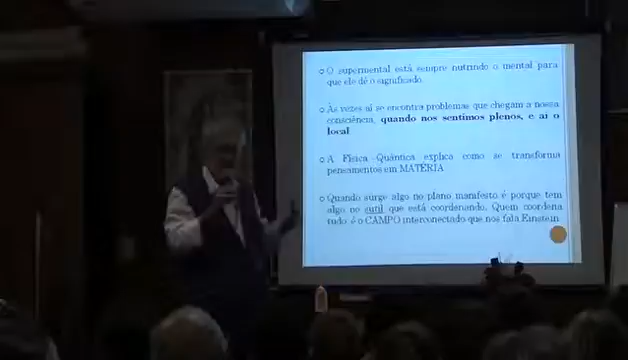 O supermental está sempre nutrindo o mental para
que ele dê o significado.
Às vezes aí se encontra problemas que chegam a nossa
consciência, quando nos sentimos plenos, e aí o
local
A Física Quântica explica como se transforma
pensamentos em MATÉRIA
Quando surge algo no plano manifesto é porque tem
algo no sutil que está coordenando. Quem coordena
tudo é o CAMPO interconectado que nos fala Einstein